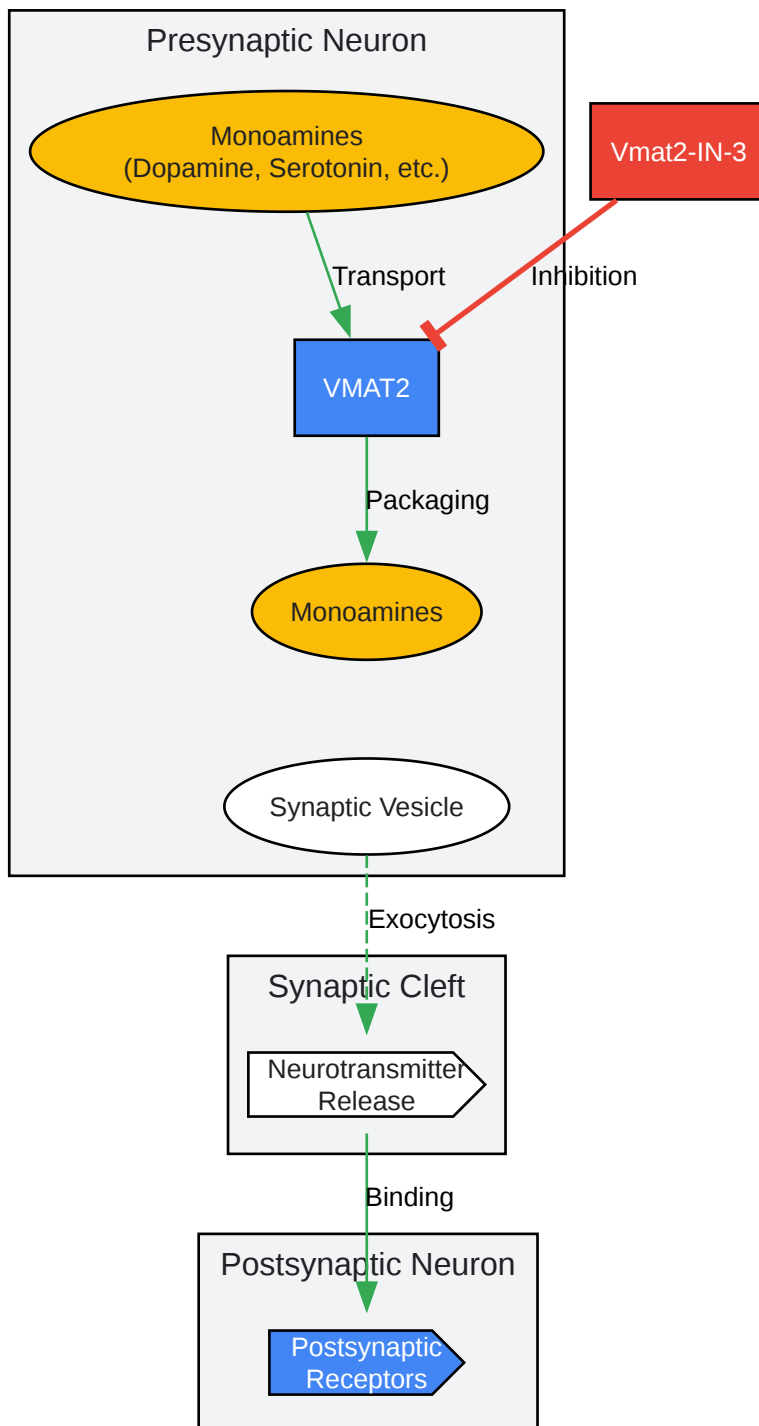 Presynaptic Neuron
Monoamines
(Dopamine, Serotonin, etc.)
Vmat2-IN-3
Transport
Inhibition
VMAT2
Packaging
Monoamines
Synaptic Vesicle
Exocytosis
Synaptic Cleft
Neurotransmitter
Release
Binding
Postsynaptic Neuron
Postsynaptic
Receptors